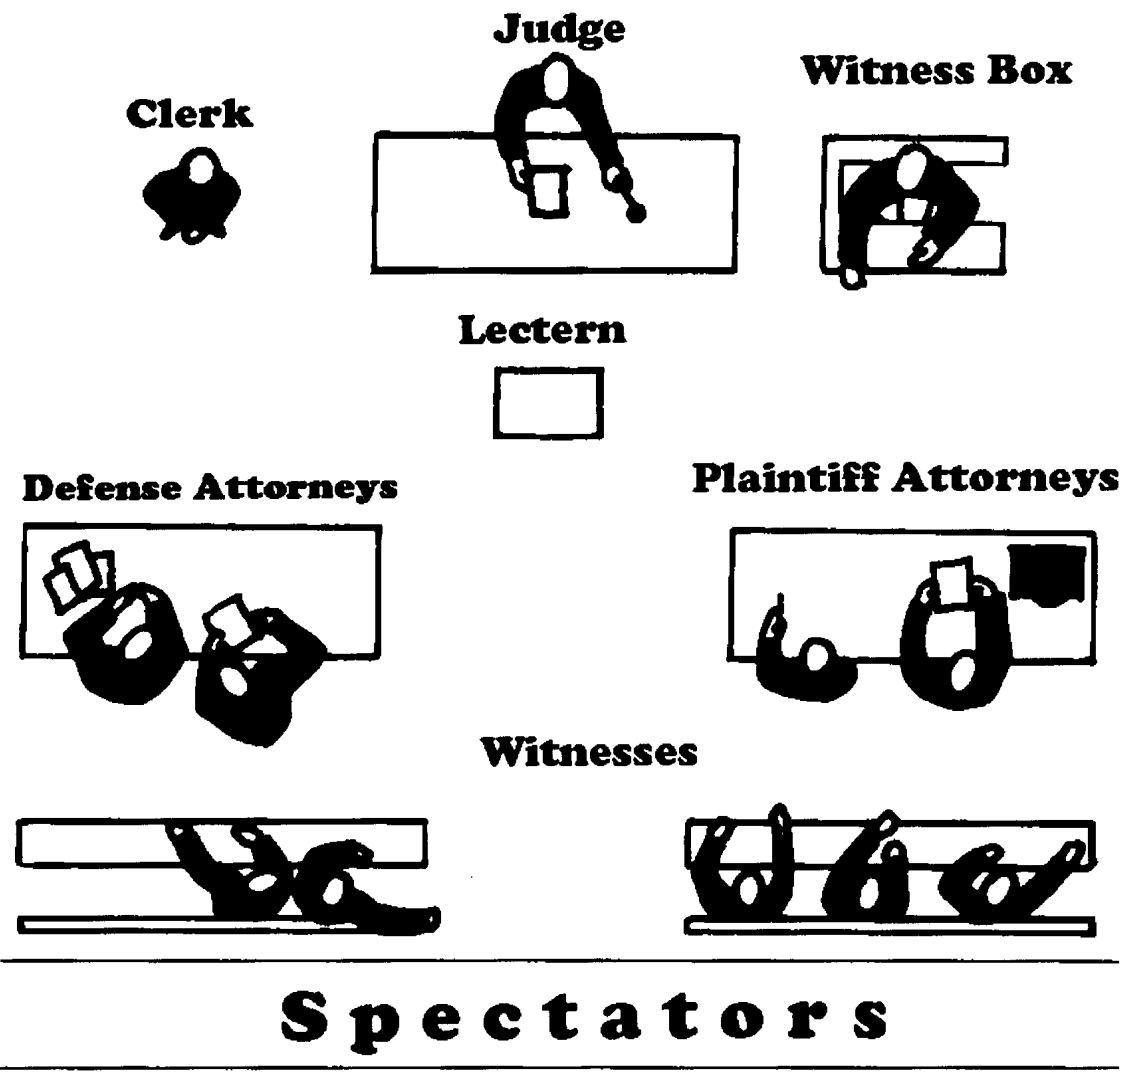 Judge
Witness Box
Clerk
Lectern
Defense Attorneys
Plaintiff Attorneys
Witnesses
Spectators